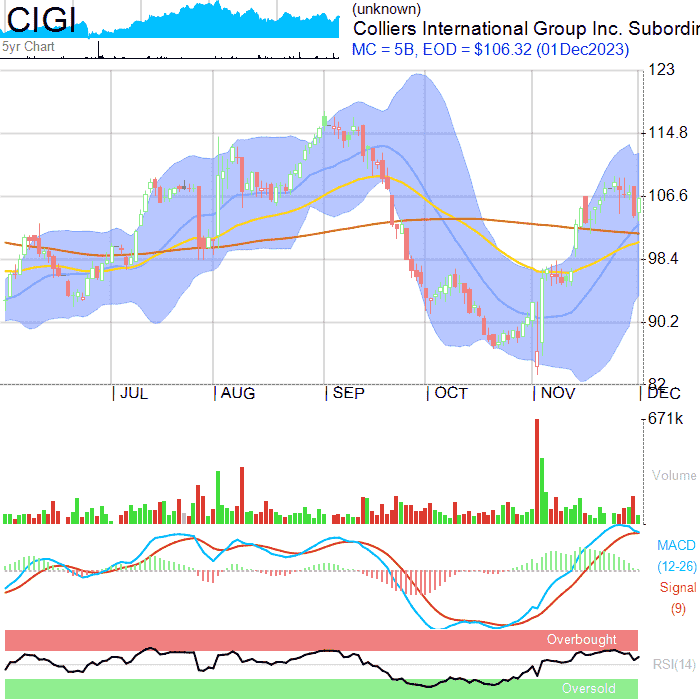 CIGI
5yr Chart
(unknown)
Colliers International Group Inc. Subordin
MC = 5B, EOD = $106.32 (01Dec2023)
123
114.8
106.6
98.4
90.2
82
JUL
AUG
SEP
OCT
NOV
DEC
671k
Volume
MACD
(12-26)
Signal
(9)
Overbought
RSI(14)
Oversold